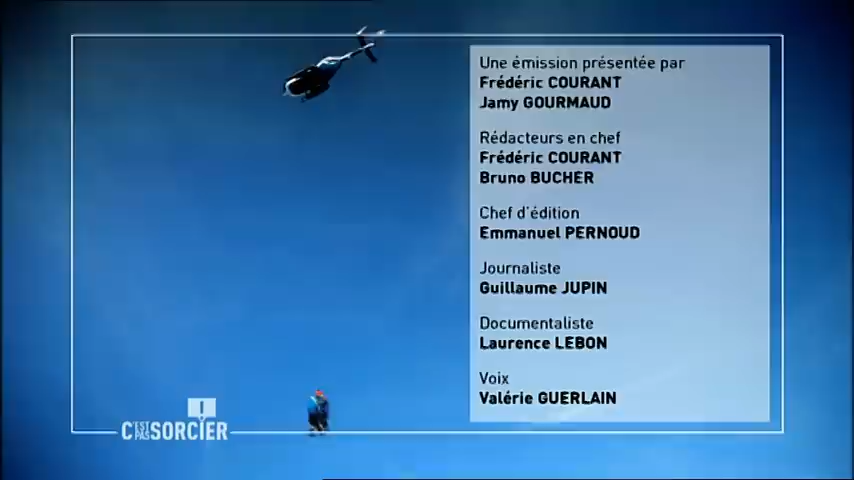 Une émission présentée par
Frédéric COURANT
Jamy GOURMAUD
Rédacteurs en chef
Frédéric COURANT
Bruno BUCHER
Chef d'édition
Emmanuel PERNOUD
Journaliste
Guillaume JUPIN
Documentaliste
Laurence LEBON
Voix
Valérie GUERLAIN
!
C'EST PAS SORCIER